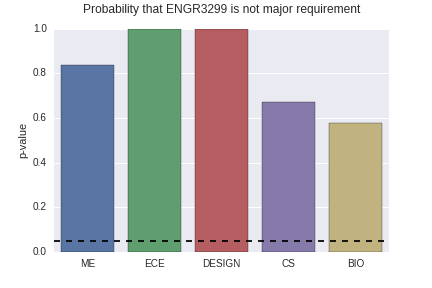 Probability that ENGR3299 is not major requirement
1.0
0.8
0.6
0.4
0.2
0.0
p-value
ME ECE DESIGN CS BIO